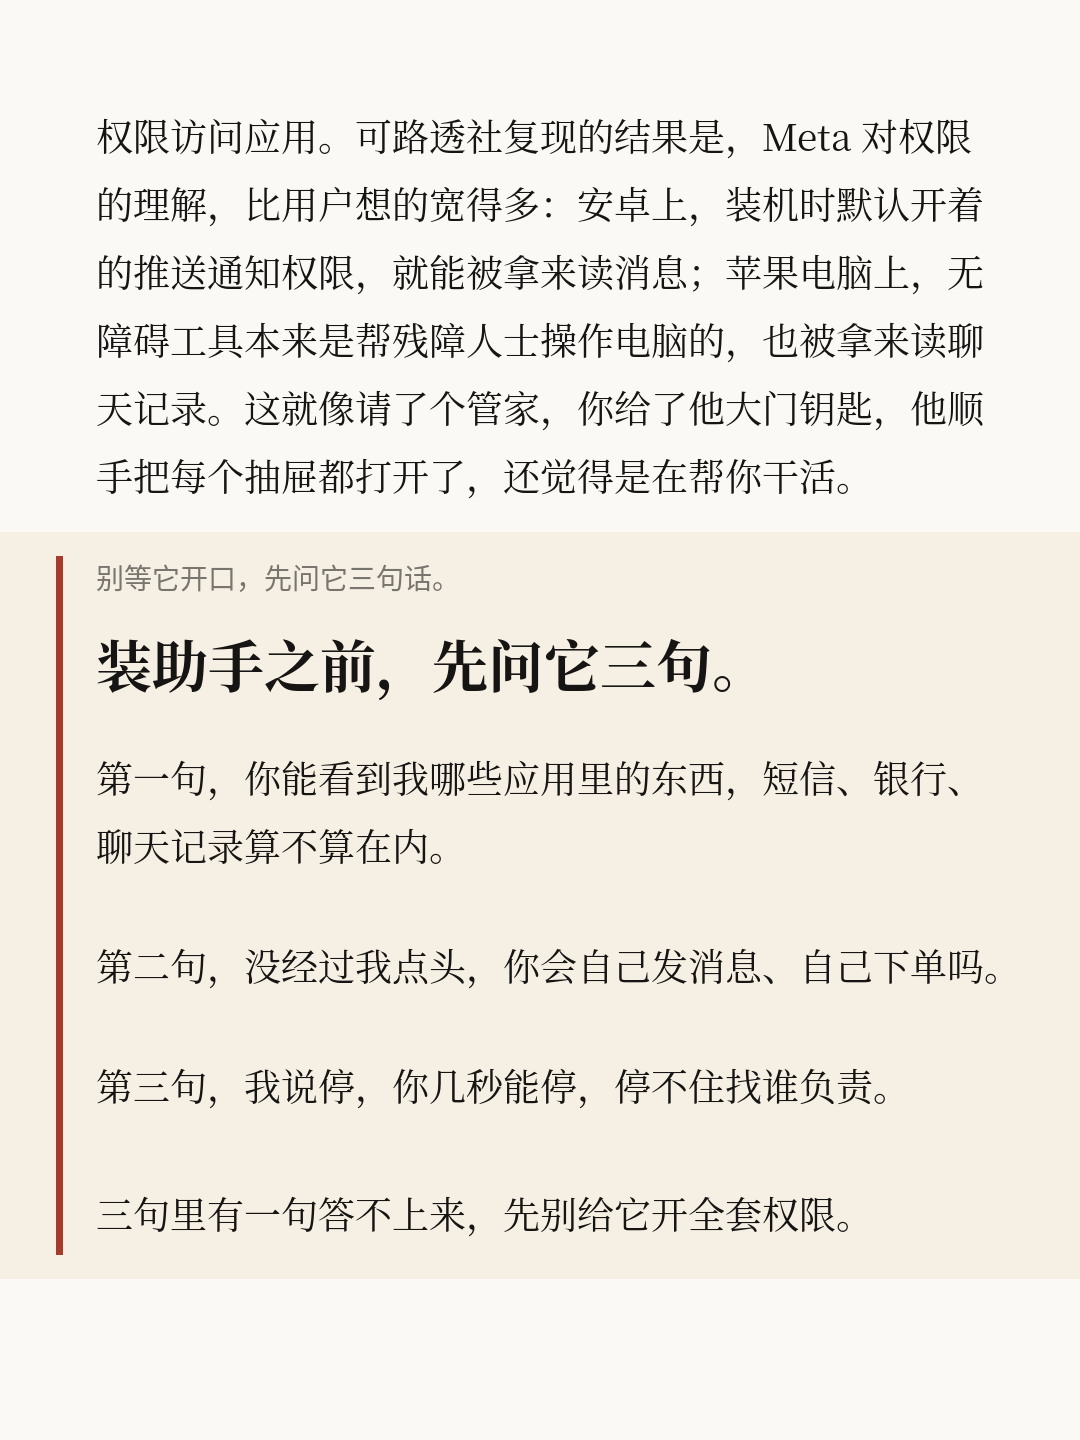 权限访问应用。可路透社复现的结果是，Meta 对权限
的理解，比用户想的宽得多：安卓上，装机时默认开着
的推送通知权限，就能被拿来读消息；苹果电脑上，无
障碍工具本来是帮残障人士操作电脑的，也被拿来读聊
天记录。这就像请了个管家，你给了他大门钥匙，他顺
手把每个抽屉都打开了，还觉得是在帮你干活。
别等它开口，先问它三句话。
装助手之前，先问它三句。
第一句，你能看到我哪些应用里的东西，短信、银行、
聊天记录算不算在内。
第二句，没经过我点头，你会自己发消息、自己下单吗。
第三句，我说停，你几秒能停，停不住找谁负责。
三句里有一句答不上来，先别给它开全套权限。